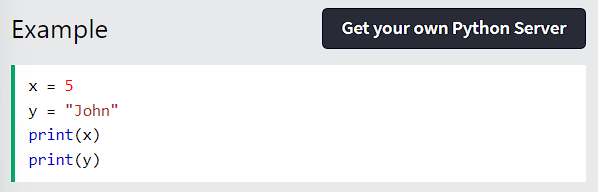 Example
Get your own Python Server
x = 5
y = "John"
print(x)
print(y)